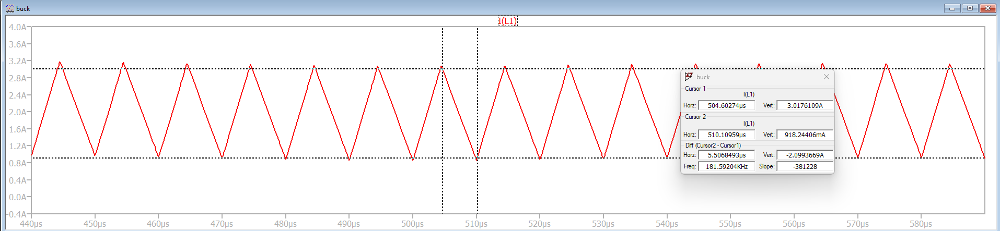 buck
I(L1)
4.0A
3.6A
3.2A
2.8A
2.4A
2.0A
1.6A
1.2A
0.8A
0.4A
0.0A
-0.4A
440µs 450µs 460µs 470µs 480µs 490µs 500µs 510µs 520µs 530µs 540µs 550µs 560µs 570µs 580µs
buck
Cursor 1
I(L1)
Horz: 504.60274µs Vert: 3.0176109A
Cursor 2
I(L1)
Horz: 510.10959µs Vert: 918.24406mA
Diff (Cursor2 - Cursor1)
Horz: 5.5068493µs Vert: -2.0993669A
Freq: 181.59204KHz Slope: -381228